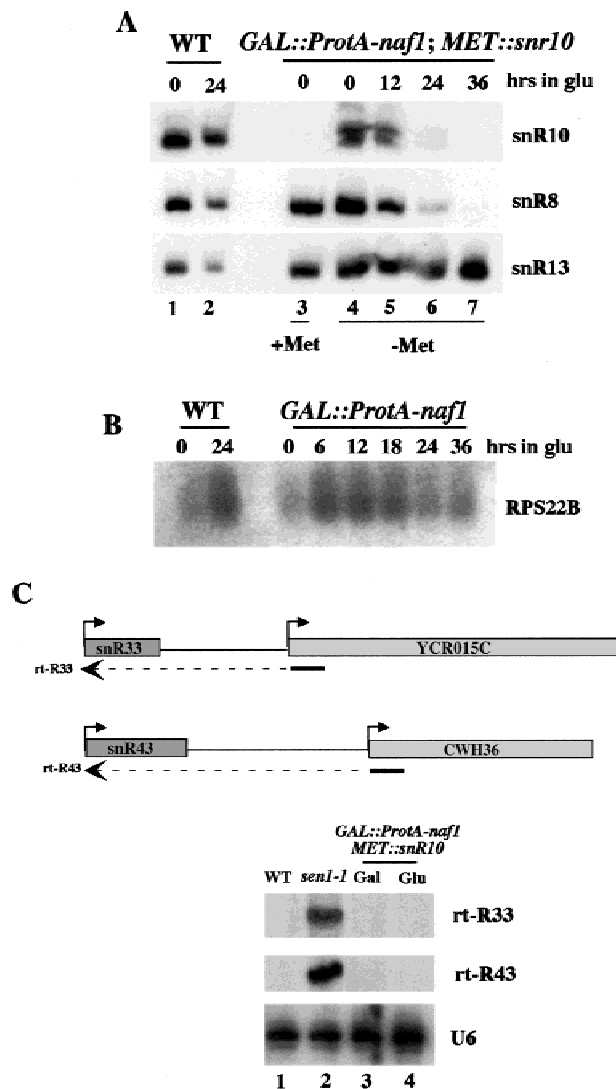 A
WT GAL::ProtA-naf1; MET::snr10
0 24 0 0 12 24 36 hrs in glu
snR10
snR8
snR13
1 2 3 4 5 6 7
+Met -Met
B
WT GAL::ProtA-naf1
0 24 0 6 12 18 24 36 hrs in glu
RPS22B
C
snR33 YCR015C
rt-R33
snR43 CWH36
rt-R43
GAL::ProtA-naf1
MET::snR10
WT sen1-1 Gal Glu
rt-R33
rt-R43
U6
1 2 3 4